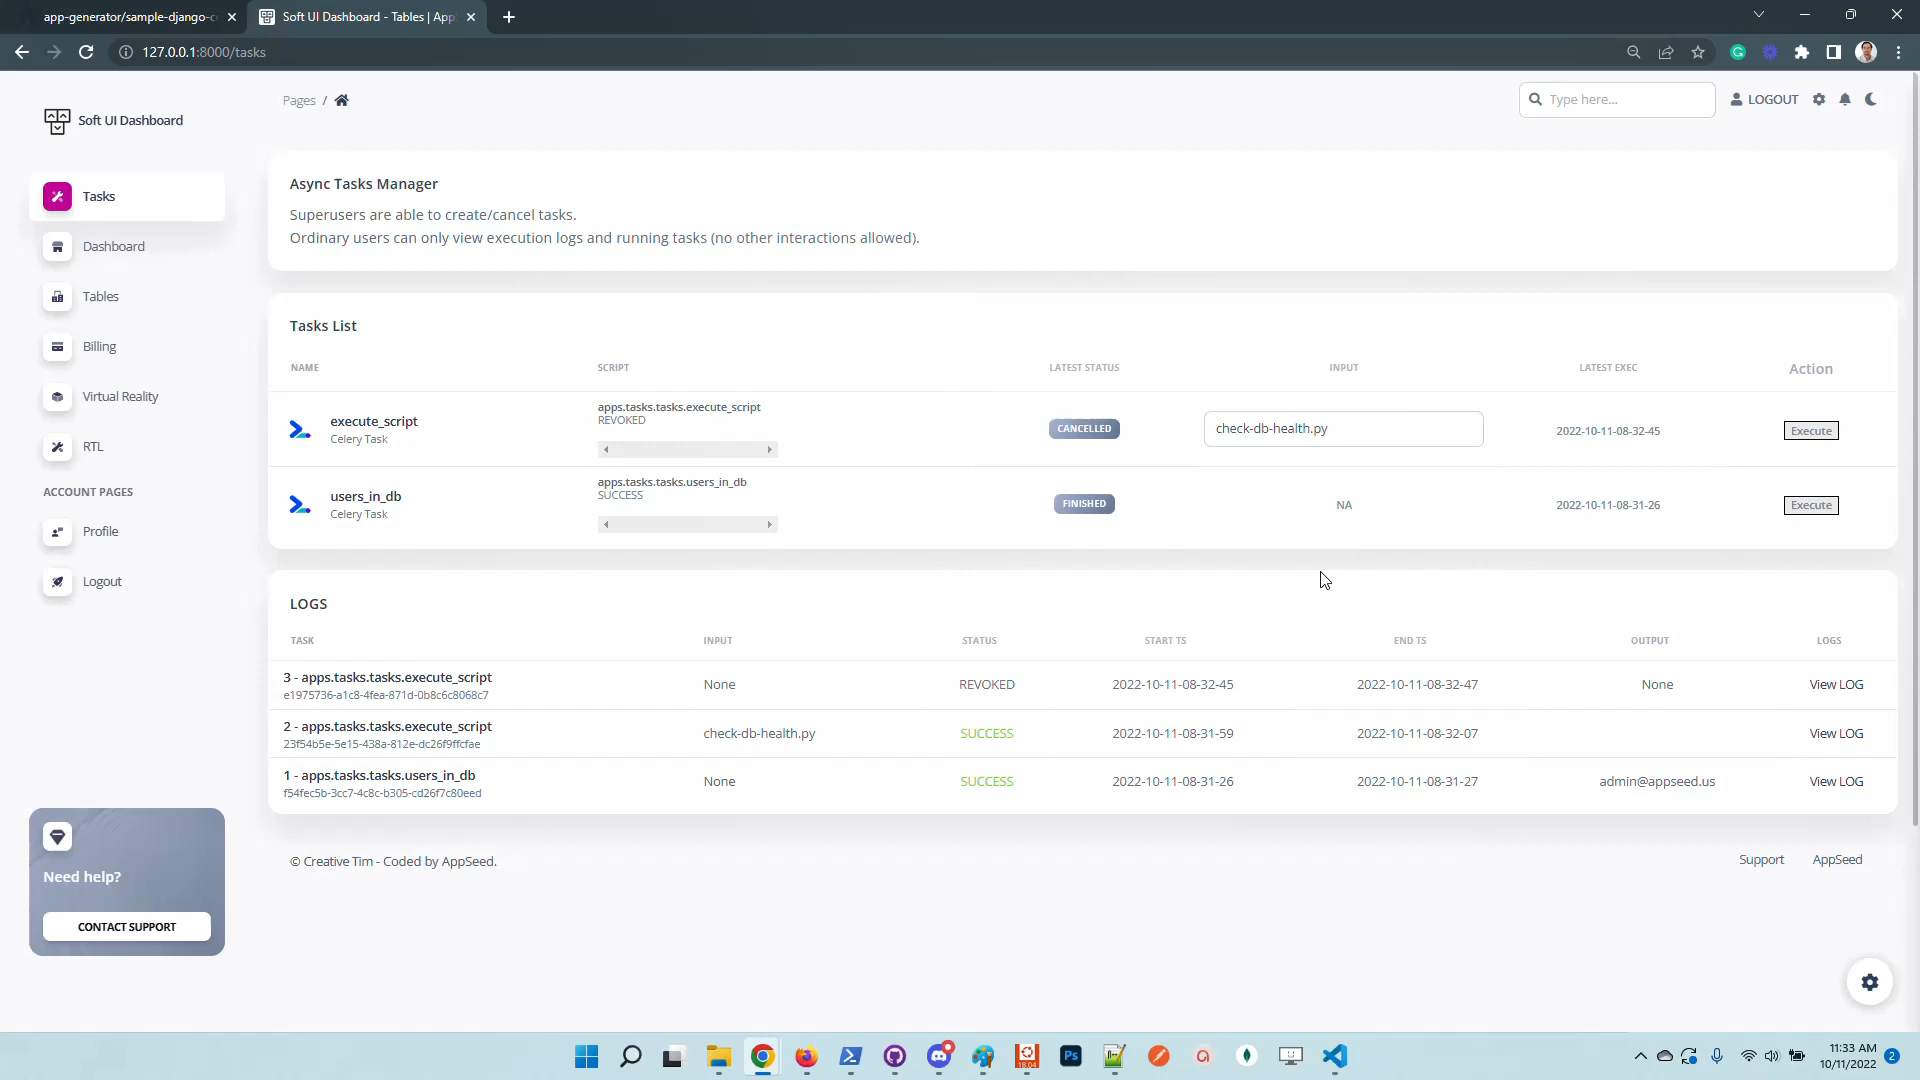 app-generator/sample-django-c
Soft UI Dashboard - Tables | App
127.0.0.1:8000/tasks
Soft UI Dashboard
Pages /
Type here...
LOGOUT
Tasks
Dashboard
Tables
Billing
Virtual Reality
RTL
ACCOUNT PAGES
Profile
Logout
Need help?
CONTACT SUPPORT
Async Tasks Manager
Superusers are able to create/cancel tasks.
Ordinary users can only view execution logs and running tasks (no other interactions allowed).
Tasks List
NAME SCRIPT LATEST STATUS INPUT LATEST EXEC Action
execute_script
Celery Task
apps.tasks.tasks.execute_script
REVOKED
CANCELLED
check-db-health.py
2022-10-11-08-32-45
Execute
users_in_db
Celery Task
apps.tasks.tasks.users_in_db
SUCCESS
FINISHED
NA
2022-10-11-08-31-26
Execute
LOGS
TASK INPUT STATUS START TS END TS OUTPUT LOGS
3 - apps.tasks.tasks.execute_script
e1975736-a1c8-4fea-871d-0b8c6c8068c7
None REVOKED 2022-10-11-08-32-45 2022-10-11-08-32-47 None View LOG
2 - apps.tasks.tasks.execute_script
23f54b5e-5e15-438a-812e-dc26f9ffcfae
check-db-health.py SUCCESS 2022-10-11-08-31-59 2022-10-11-08-32-07 View LOG
1 - apps.tasks.tasks.users_in_db
f54fec5b-3cc7-4c8c-b305-cd26f7c80eed
None SUCCESS 2022-10-11-08-31-26 2022-10-11-08-31-27 admin@appseed.us View LOG
© Creative Tim - Coded by AppSeed.
Support AppSeed
Ps
18.04
11:33 AM
10/11/2022
2